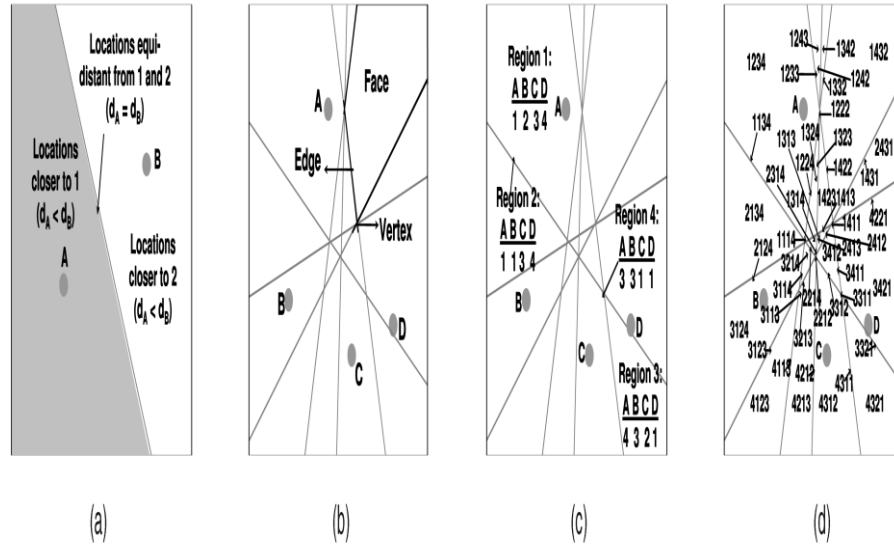 Locations equi-
distant from 1 and 2
(dA = dB)
B
Locations
closer to 1
(dA < dB)
A
Locations
closer to 2
(dA < dB)
(a)
A
Face
Edge
Vertex
B
D
C
(b)
Region 1:
A B C D
1 2 3 4
A
Region 2:
A B C D
1 1 3 4
Region 4:
A B C D
3 3 1 1
B
D
C
Region 3:
A B C D
4 3 2 1
(c)
1243
1342
1432
1234
1233
1242
1332
A
1222
1134
1324
1313
1323
2431
1224
1422
1431
2314
1314
1423
1413
4221
2134
1411
1114
2412
2413
2124
3412
3214
3411
3114
3421
B
2214
3311
3113
3312
2212
D
3124
3213
3321
3123
C
4113
4212
4311
4123
4213
4312
4321
(d)